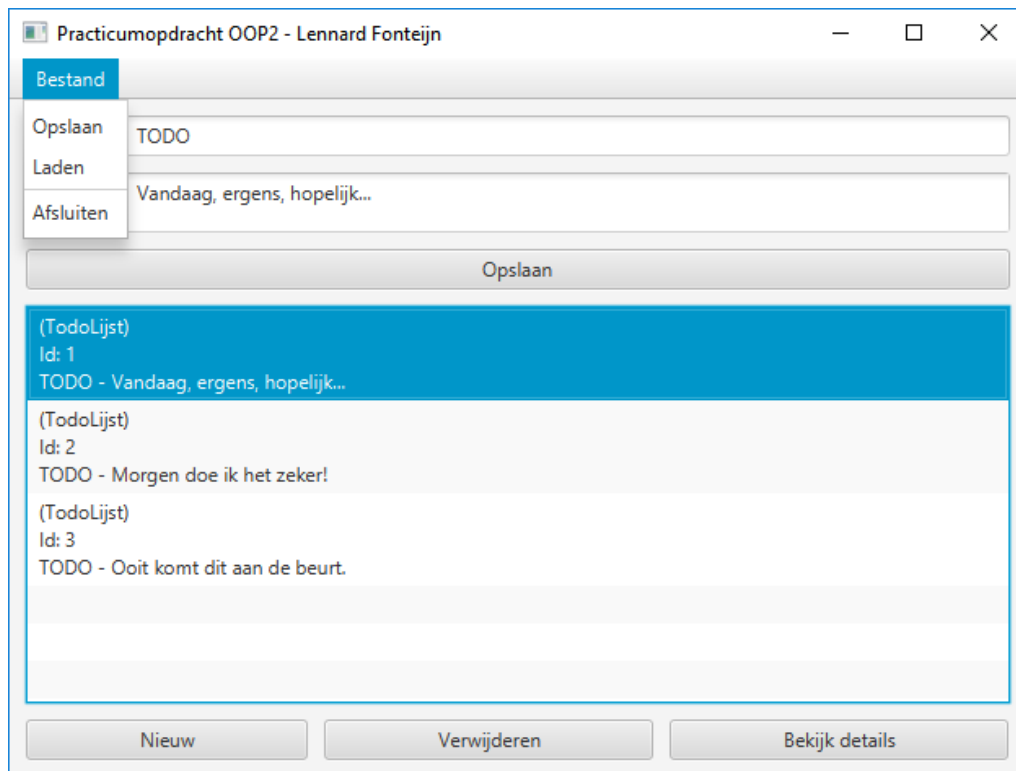 Practicumopdracht OOP2 - Lennard Fonteijn
Bestand
Opslaan
TODO
Laden
Vandaag, ergens, hopelijk...
Afsluiten
Opslaan
(TodoLijst)
Id: 1
TODO - Vandaag, ergens, hopelijk...
(TodoLijst)
Id: 2
TODO - Morgen doe ik het zeker!
(TodoLijst)
Id: 3
TODO - Ooit komt dit aan de beurt.
Nieuw
Verwijderen
Bekijk details